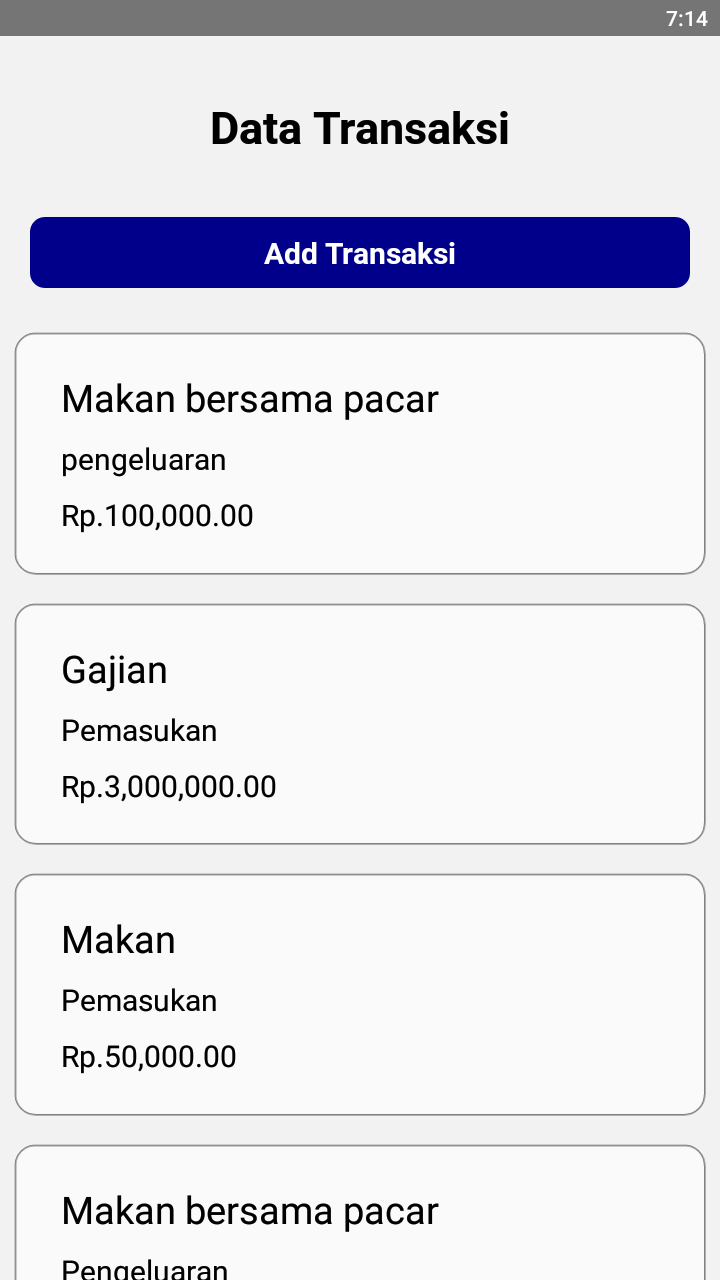 7:14
Data Transaksi
Add Transaksi
Makan bersama pacar
pengeluaran
Rp.100,000.00
Gajian
Pemasukan
Rp.3,000,000.00
Makan
Pemasukan
Rp.50,000.00
Makan bersama pacar
Pengeluaran